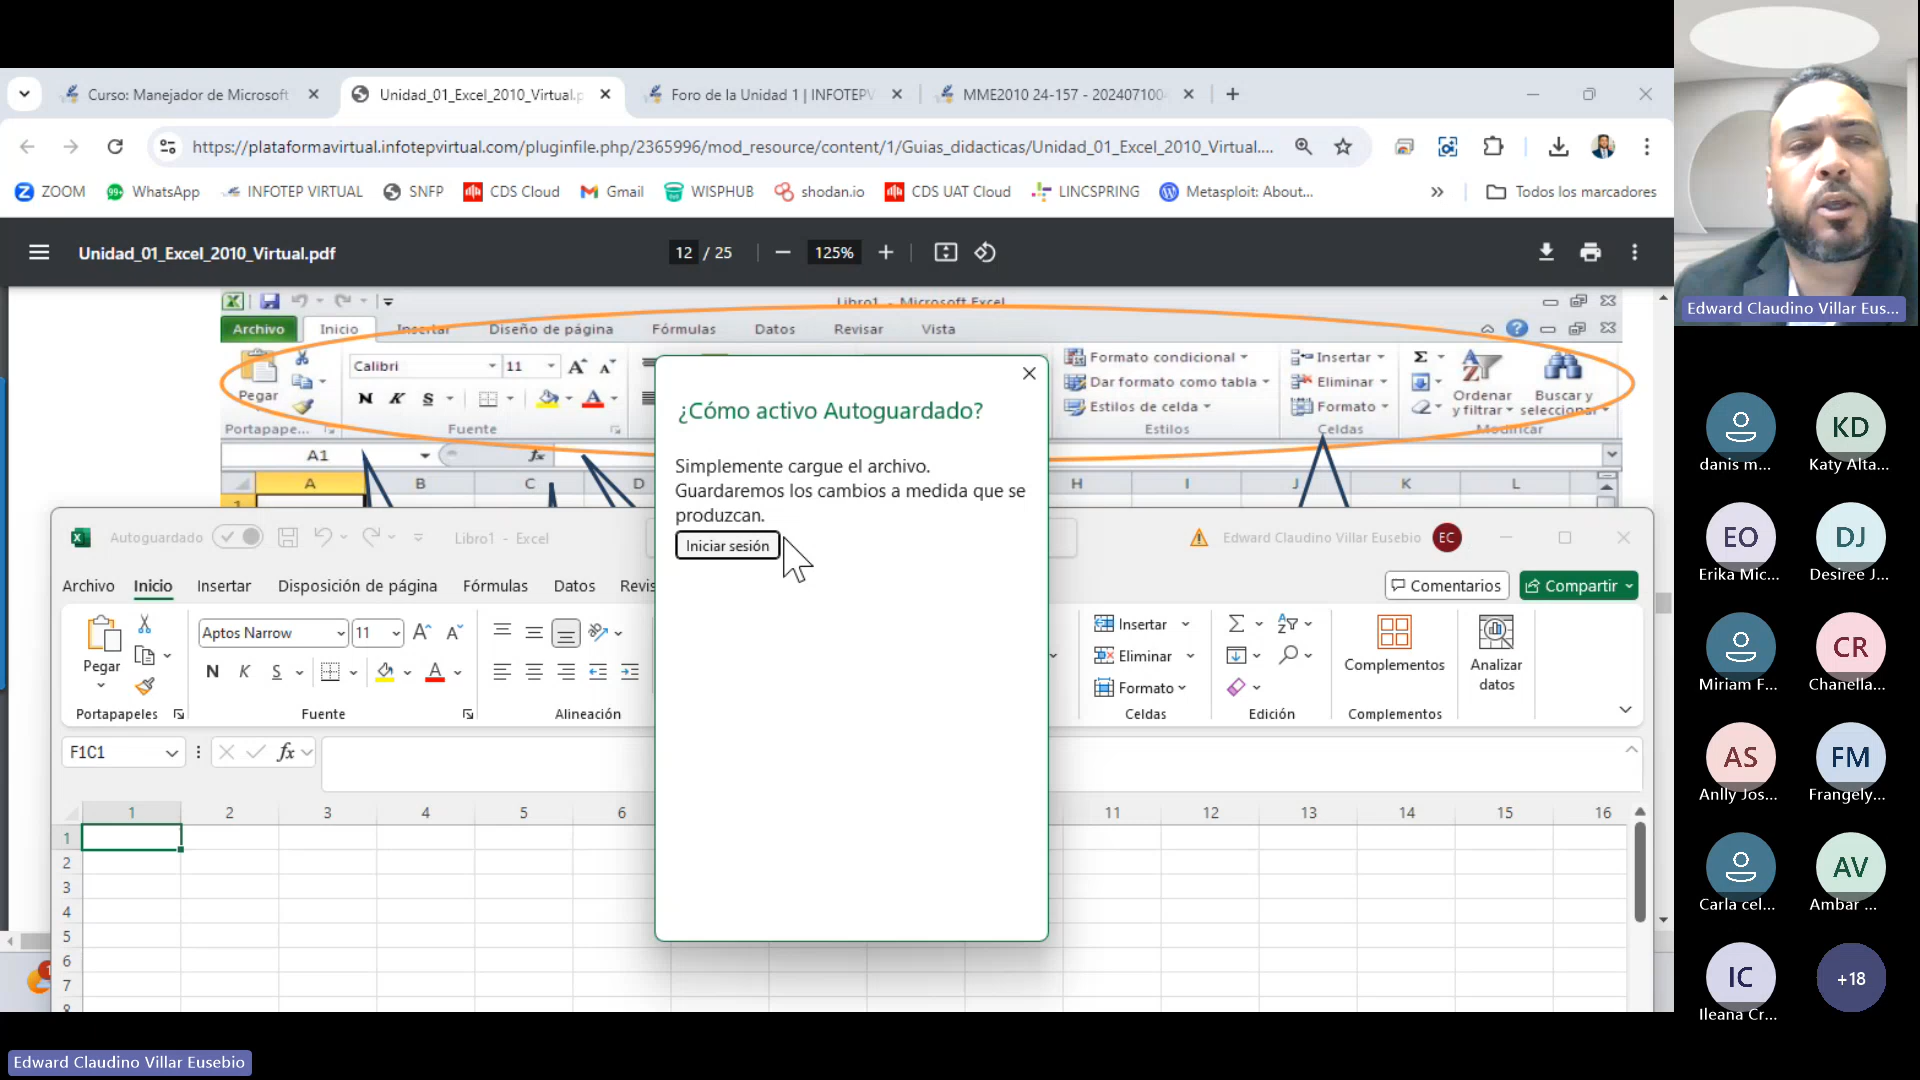 Curso: Manejador de Microsoft
Unidad_01_Excel_2010_Virtual.p
Foro de la Unidad 1 | INFOTEPV
MME2010 24-157 - 202407100
https://plataformavirtual.infotepvirtual.com/pluginfile.php/2365996/mod_resource/content/1/Guias_didacticas/Unidad_01_Excel_2010_Virtual....
ZOOM
99+
WhatsApp
INFOTEP VIRTUAL
SNFP
CDS Cloud
Gmail
WISPHUB
shodan.io
CDS UAT Cloud
LINCSPRING
Metasploit: About...
Todos los marcadores
Unidad_01_Excel_2010_Virtual.pdf
12 / 25
125%
Libro1 - Microsoft Excel
Archivo Inicio Insertar Diseño de página Fórmulas Datos Revisar Vista
Pegar
Calibri 11
N K S
Portapape...
Fuente
Formato condicional
Dar formato como tabla
Estilos de celda
Estilos
Insertar
Eliminar
Formato
Celdas
Ordenar
y filtrar
Buscar y
seleccionar
Modificar
A1
fx
A B C D H I J K L
1
¿Cómo activo Autoguardado?
Simplemente cargue el archivo.
Guardaremos los cambios a medida que se
produzcan.
Iniciar sesión
Autoguardado
Libro1 - Excel
Edward Claudino Villar Eusebio
EC
Archivo Inicio Insertar Disposición de página Fórmulas Datos Revis
Comentarios
Compartir
Pegar
Portapapeles
Aptos Narrow 11
N K S
Fuente
Alineación
Insertar
Eliminar
Formato
Celdas
Edición
Complementos
Complementos
Analizar
datos
F1C1
fx
1 2 3 4 5 6 11 12 13 14 15 16
1
2
3
4
5
6
7
8
1
Edward Claudino Villar Eus...
danis m...
KD
Katy Alta...
EO
Erika Mic...
DJ
Desiree J...
Miriam F...
CR
Chanella...
AS
Anlly Jos...
FM
Frangely...
Carla cel...
AV
Ambar ...
IC
Ileana Cr...
+18
Edward Claudino Villar Eusebio